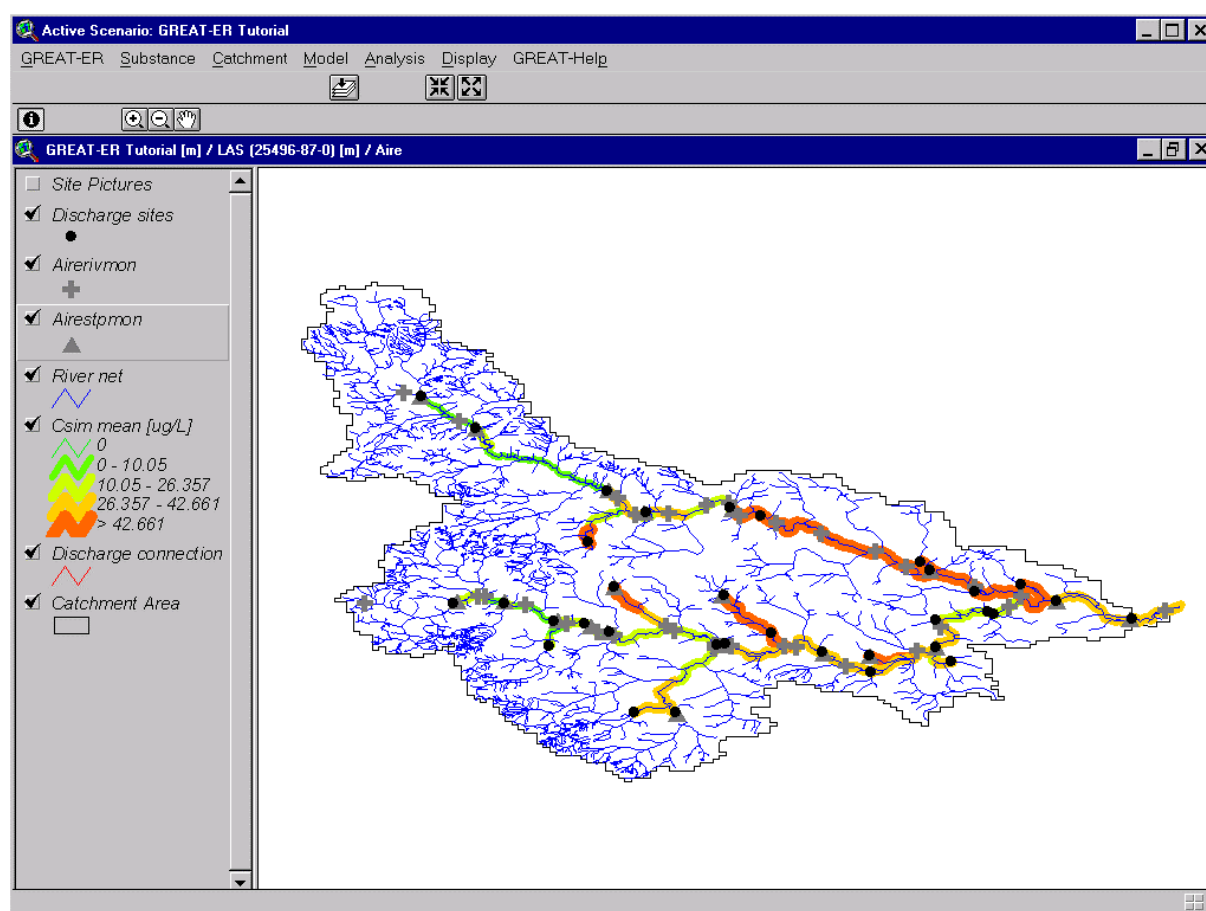 Active Scenario: GREAT-ER Tutorial
GREAT-ER Substance Catchment Model Analysis Display GREAT-Help
GREAT-ER Tutorial [m] / LAS (25496-87-0) [m] / Aire
Site Pictures
Discharge sites
Airerivmon
Airestpmon
River net
Csim mean [ug/L]
0
0 - 10.05
10.05 - 26.357
26.357 - 42.661
> 42.661
Discharge connection
Catchment Area